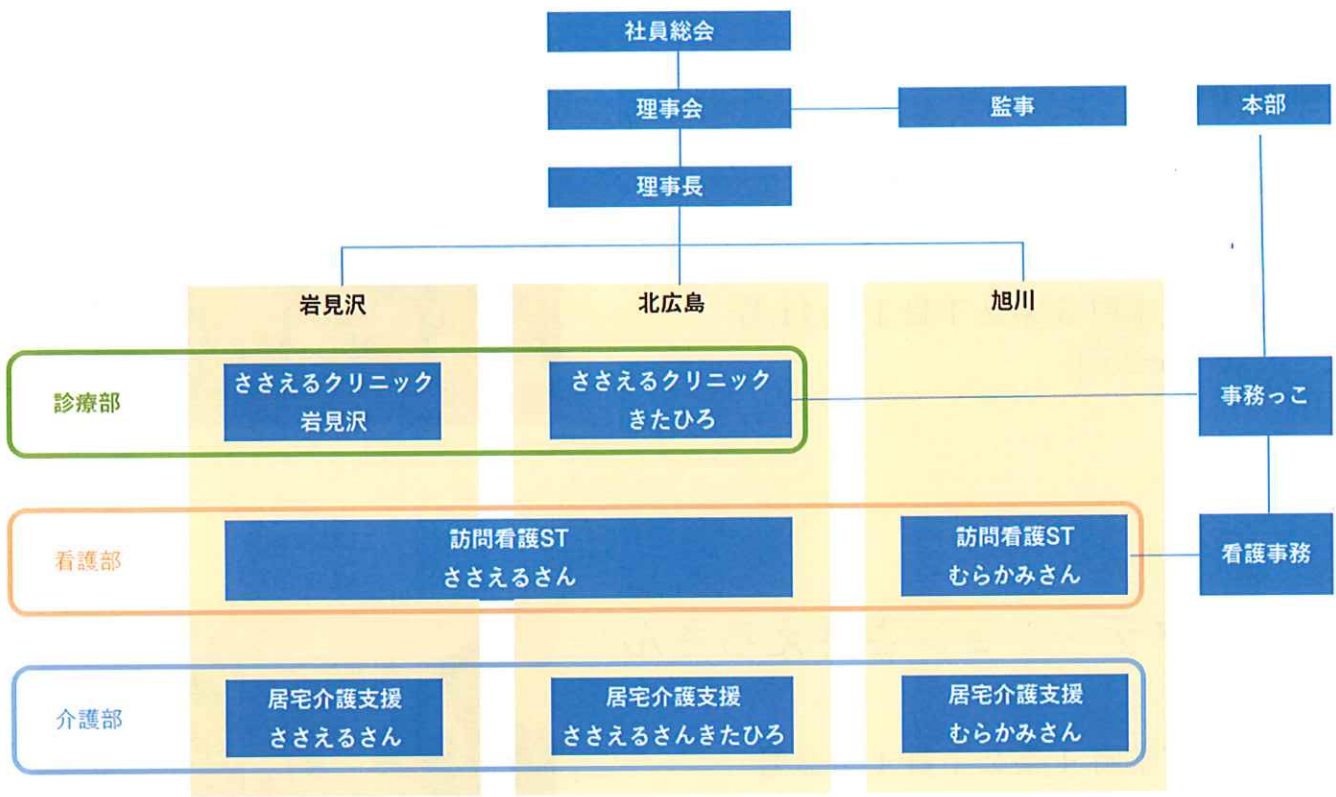 社員総会
理事会
監事
本部
理事長
岩見沢
北広島
旭川
診療部
ささえるクリニック
岩見沢
ささえるクリニック
きたひろ
事務っこ
看護部
訪問看護ST
ささえるさん
訪問看護ST
むらかみさん
看護事務
介護部
居宅介護支援
ささえるさん
居宅介護支援
ささえるさんきたひろ
居宅介護支援
むらかみさん